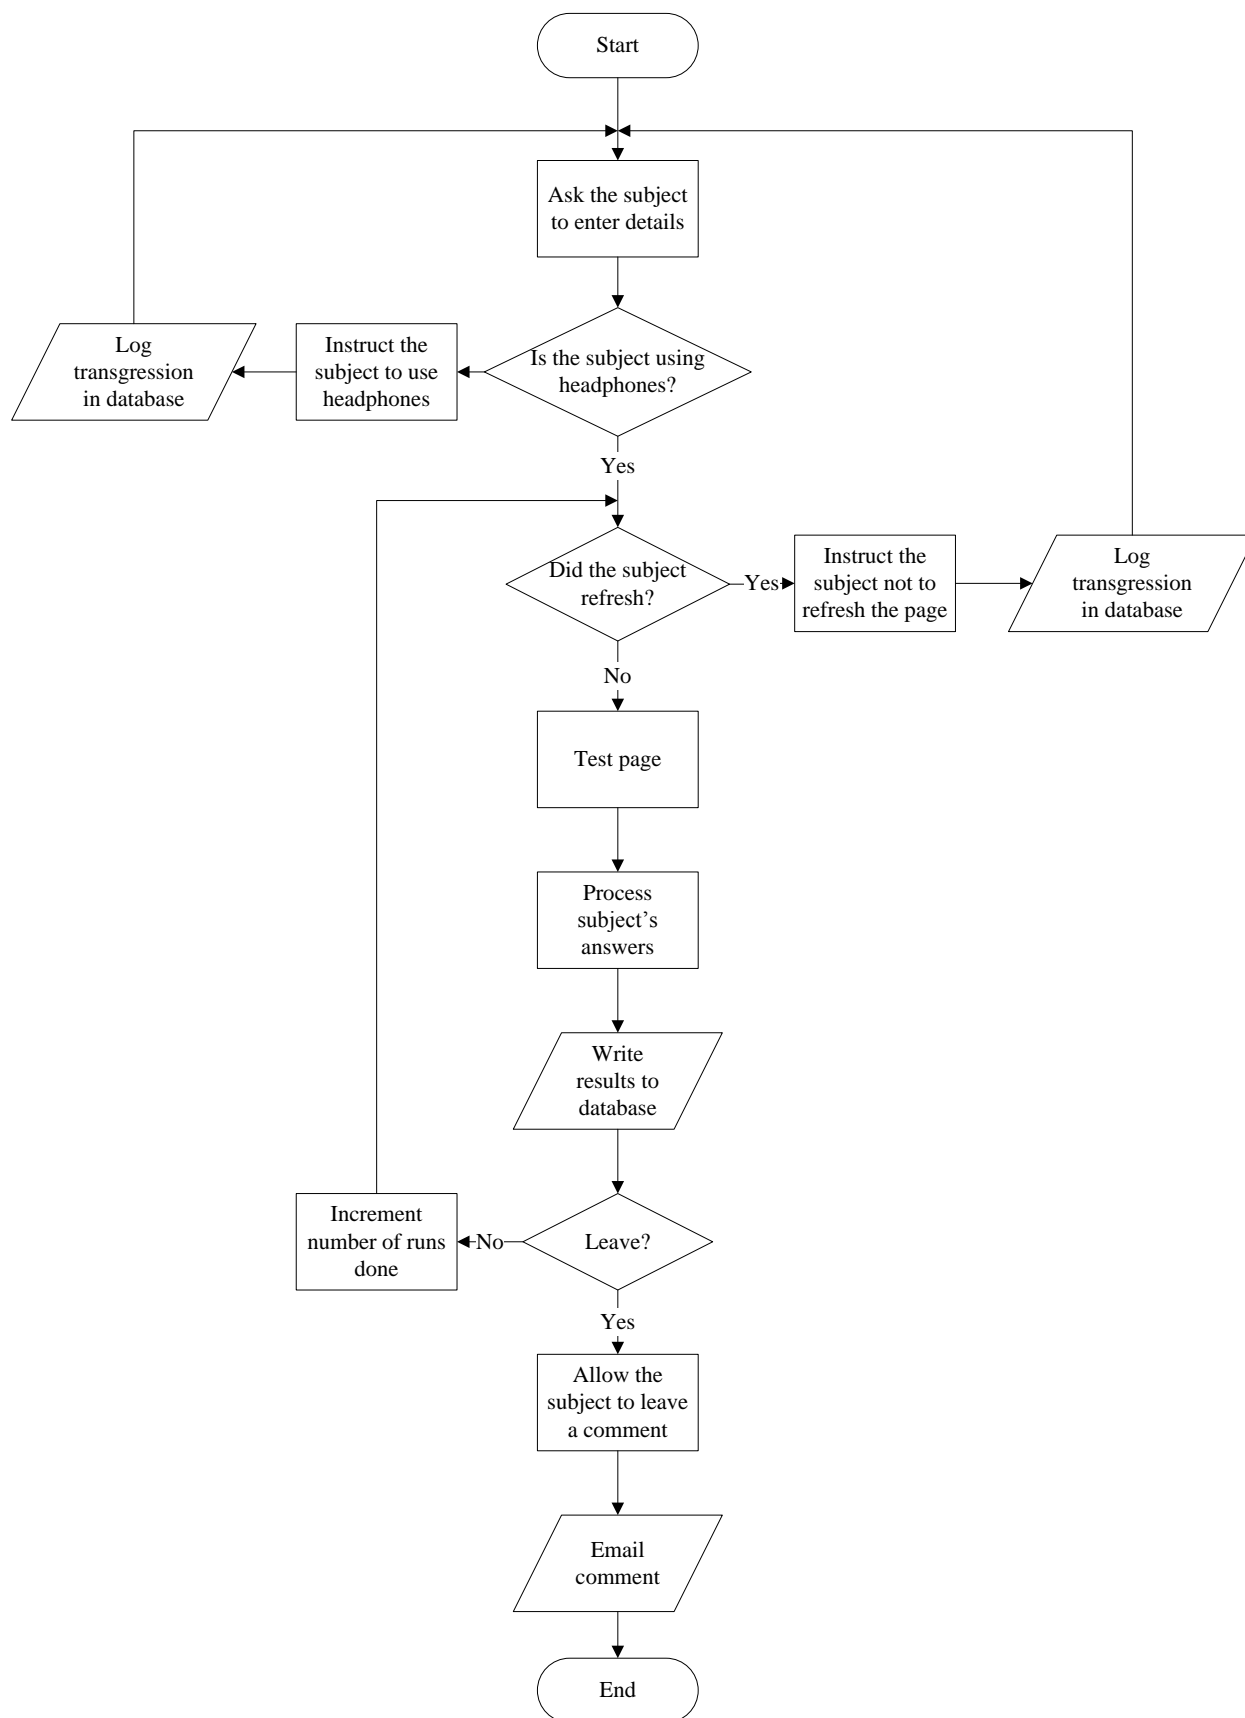 Start
Ask the subject
to enter details
Log
transgression
in database
Instruct the
subject to use
headphones
Is the subject using
headphones?
Yes
Did the subject
refresh?
Yes
Instruct the
subject not to
refresh the page
Log
transgression
in database
No
Test page
Process
subject’s
answers
Write
results to
database
Increment
number of runs
done
No
Leave?
Yes
Allow the
subject to leave
a comment
Email
comment
End